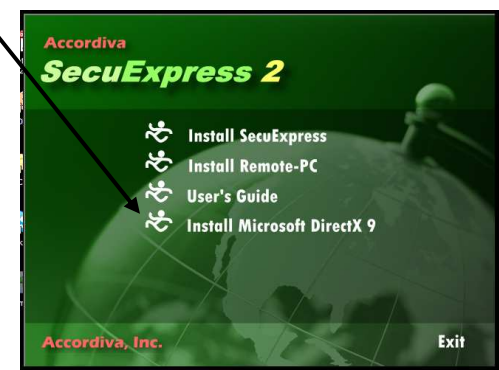 Accordiva
SecuExpress 2
Install SecuExpress
Install Remote-PC
User's Guide
Install Microsoft DirectX 9
Accordiva, Inc.
Exit